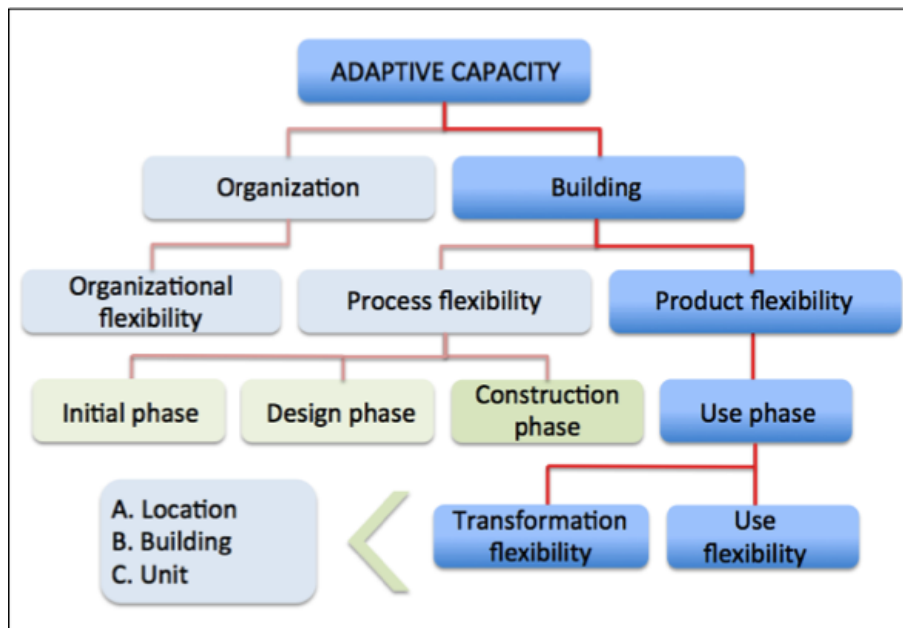 ADAPTIVE CAPACITY
Organization
Building
Organizational
flexibility
Process flexibility
Product flexibility
Initial phase
Design phase
Construction
phase
Use phase
A. Location
B. Building
C. Unit
Transformation
flexibility
Use
flexibility